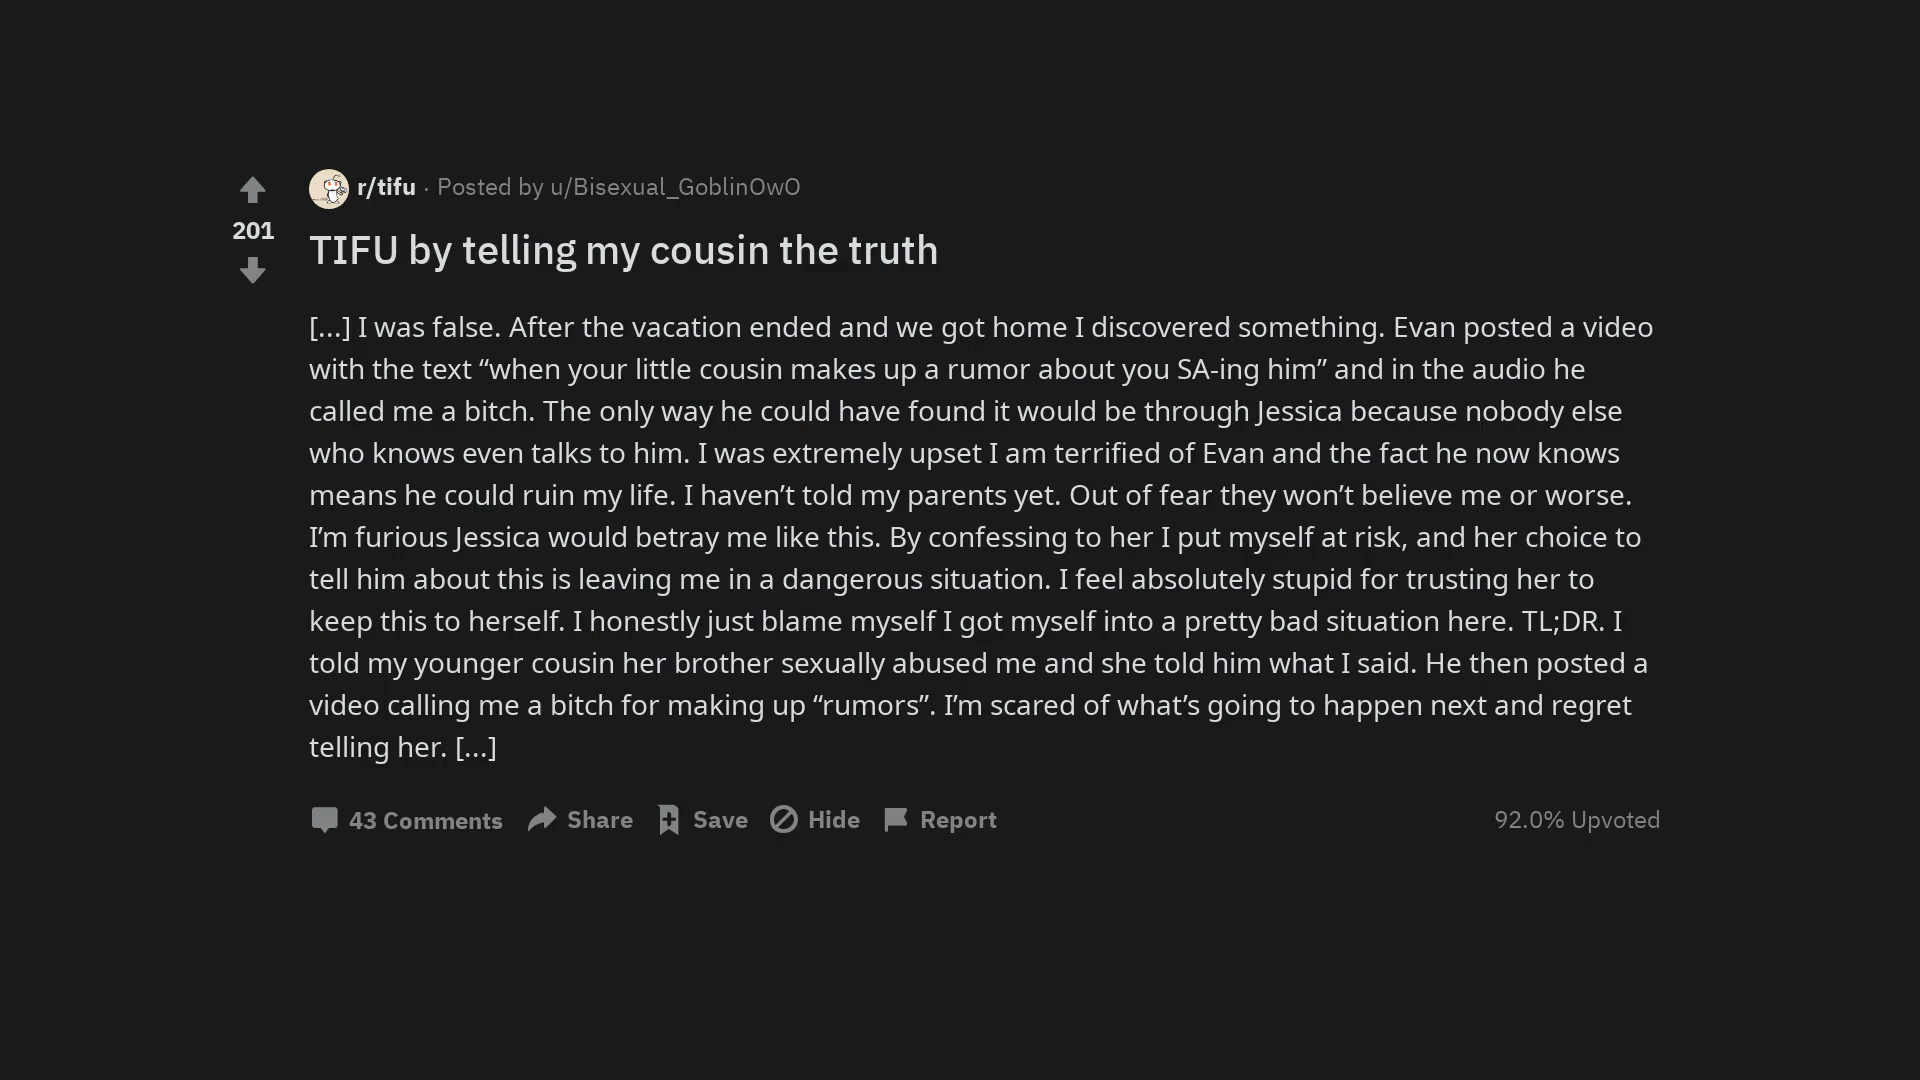 r/tifu · Posted by u/Bisexual_GoblinOwO
201
TIFU by telling my cousin the truth
[...] I was false. After the vacation ended and we got home I discovered something. Evan posted a video
with the text “when your little cousin makes up a rumor about you SA-ing him” and in the audio he
called me a bitch. The only way he could have found it would be through Jessica because nobody else
who knows even talks to him. I was extremely upset I am terrified of Evan and the fact he now knows
means he could ruin my life. I haven’t told my parents yet. Out of fear they won’t believe me or worse.
I’m furious Jessica would betray me like this. By confessing to her I put myself at risk, and her choice to
tell him about this is leaving me in a dangerous situation. I feel absolutely stupid for trusting her to
keep this to herself. I honestly just blame myself I got myself into a pretty bad situation here. TL;DR. I
told my younger cousin her brother sexually abused me and she told him what I said. He then posted a
video calling me a bitch for making up “rumors”. I’m scared of what’s going to happen next and regret
telling her. [...]
43 Comments Share Save Hide Report 92.0% Upvoted